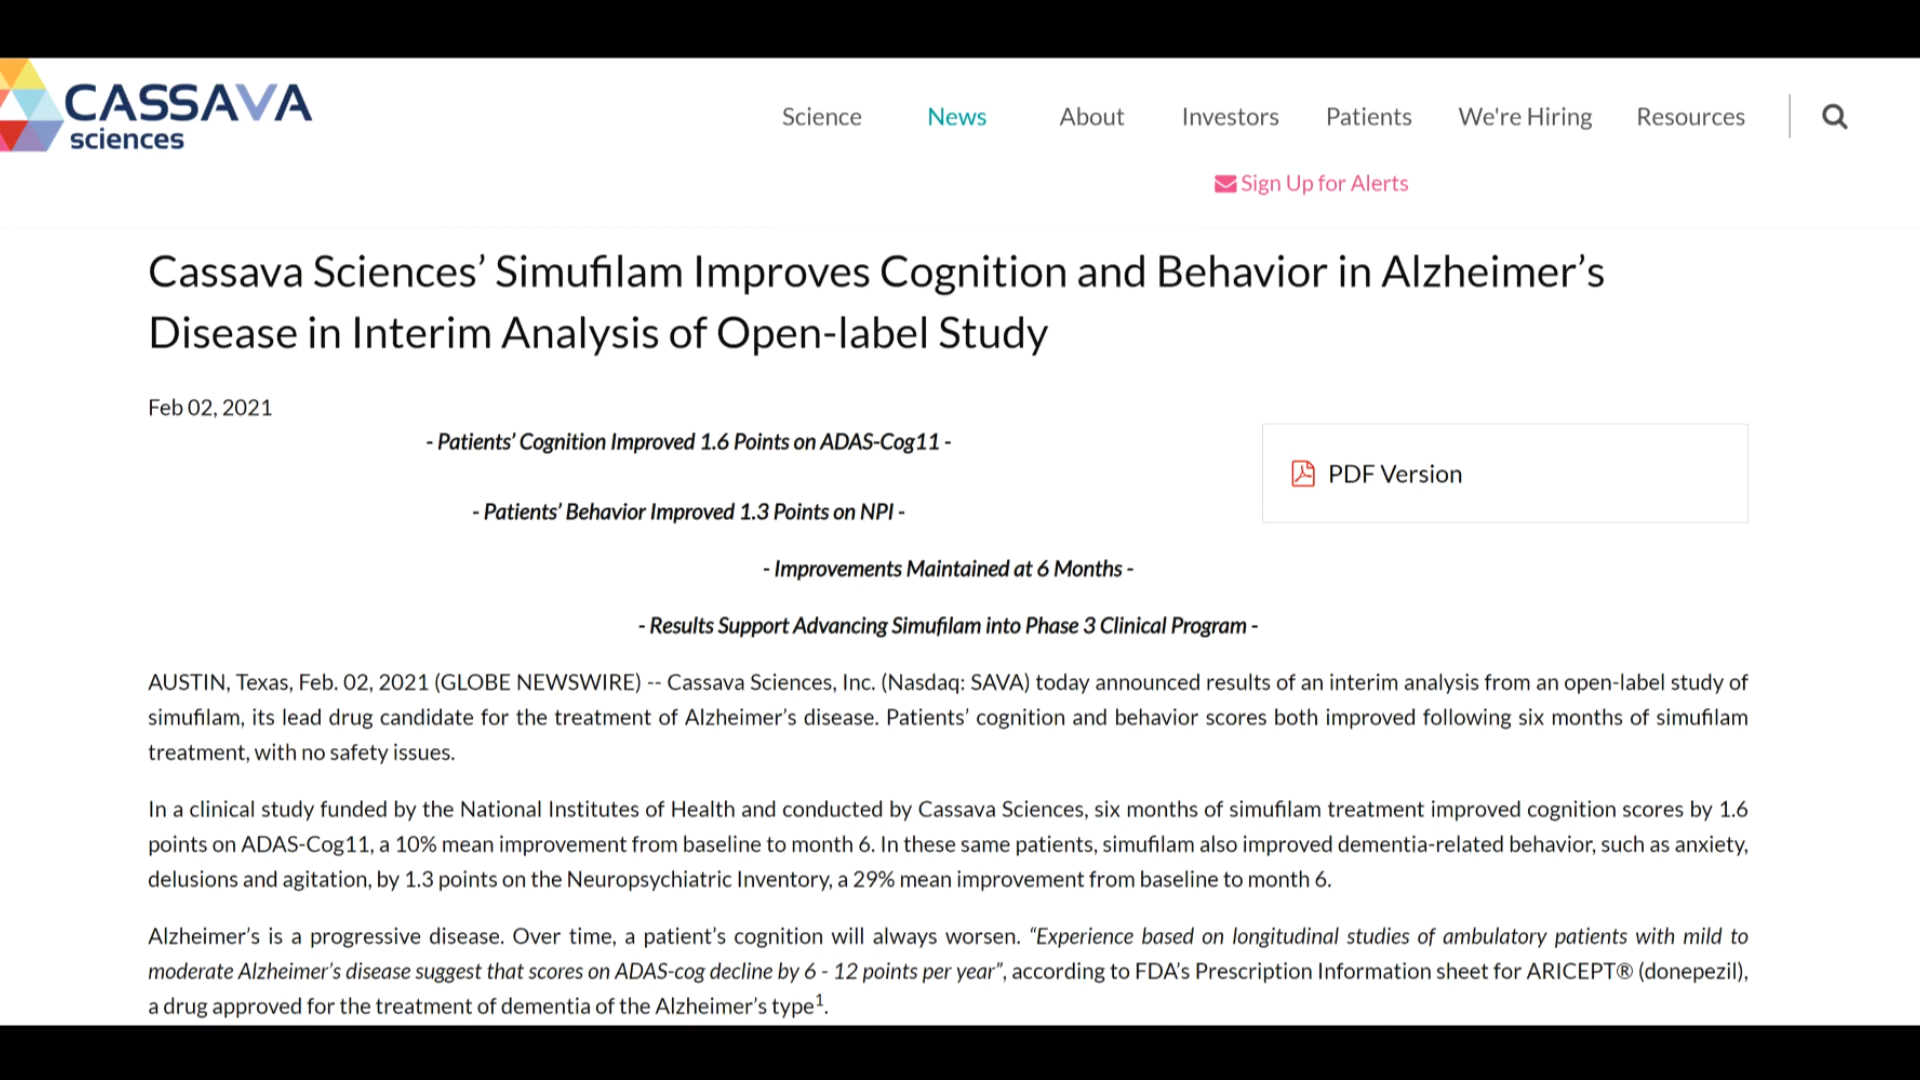 CASSAVA
sciences
Science News About Investors Patients We're Hiring Resources
Sign Up for Alerts
Cassava Sciences’ Simufilam Improves Cognition and Behavior in Alzheimer’s
Disease in Interim Analysis of Open-label Study
Feb 02, 2021
- Patients’ Cognition Improved 1.6 Points on ADAS-Cog11 -
PDF Version
- Patients’ Behavior Improved 1.3 Points on NPI -
- Improvements Maintained at 6 Months -
- Results Support Advancing Simufilam into Phase 3 Clinical Program -
AUSTIN, Texas, Feb. 02, 2021 (GLOBE NEWSWIRE) -- Cassava Sciences, Inc. (Nasdaq: SAVA) today announced results of an interim analysis from an open-label study of
simufilam, its lead drug candidate for the treatment of Alzheimer’s disease. Patients’ cognition and behavior scores both improved following six months of simufilam
treatment, with no safety issues.
In a clinical study funded by the National Institutes of Health and conducted by Cassava Sciences, six months of simufilam treatment improved cognition scores by 1.6
points on ADAS-Cog11, a 10% mean improvement from baseline to month 6. In these same patients, simufilam also improved dementia-related behavior, such as anxiety,
delusions and agitation, by 1.3 points on the Neuropsychiatric Inventory, a 29% mean improvement from baseline to month 6.
Alzheimer’s is a progressive disease. Over time, a patient’s cognition will always worsen. “Experience based on longitudinal studies of ambulatory patients with mild to
moderate Alzheimer’s disease suggest that scores on ADAS-cog decline by 6 - 12 points per year”, according to FDA’s Prescription Information sheet for ARICEPT® (donepezil),
a drug approved for the treatment of dementia of the Alzheimer’s type¹.